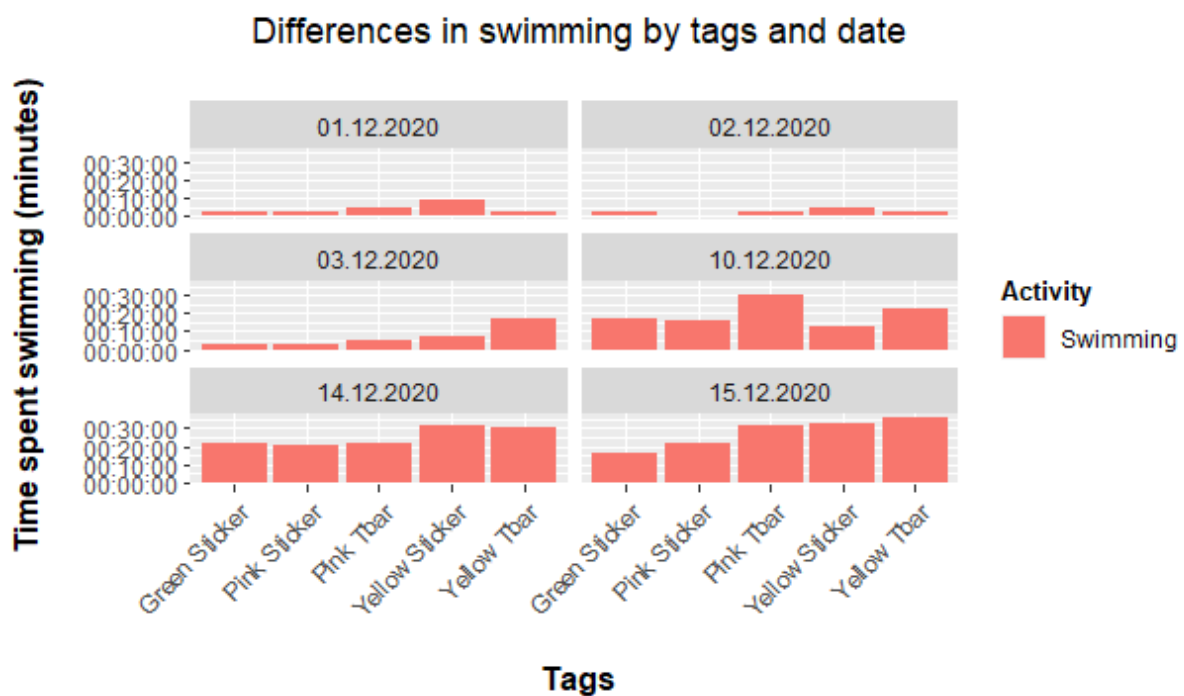 Differences in swimming by tags and date
Time spent swimming (minutes)
01.12.2020
02.12.2020
00:30:00
00:20:00
00:10:00
00:00:00
03.12.2020
10.12.2020
00:30:00
00:20:00
00:10:00
00:00:00
14.12.2020
15.12.2020
00:30:00
00:20:00
00:10:00
00:00:00
Green Sticker
Pink Sticker
Pink Tbar
Yellow Sticker
Yellow Tbar
Green Sticker
Pink Sticker
Pink Tbar
Yellow Sticker
Yellow Tbar
Tags
Activity
Swimming